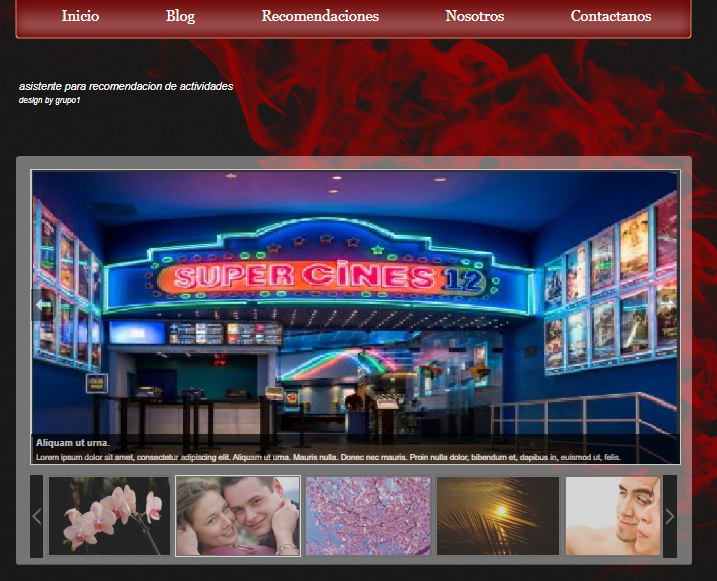 Inicio Blog Recomendaciones Nosotros Contactanos
asistente para recomendacion de actividades
design by grupo1
SUPER CINES 12
Aliquam ut urna.
Lorem ipsum dolor sit amet, consectetur adipiscing elit. Aliquam ut urna. Mauris nulla. Donec nec mauris. Proin nulla dolor, bibendum et, dapibus in, euismod ut, felis.